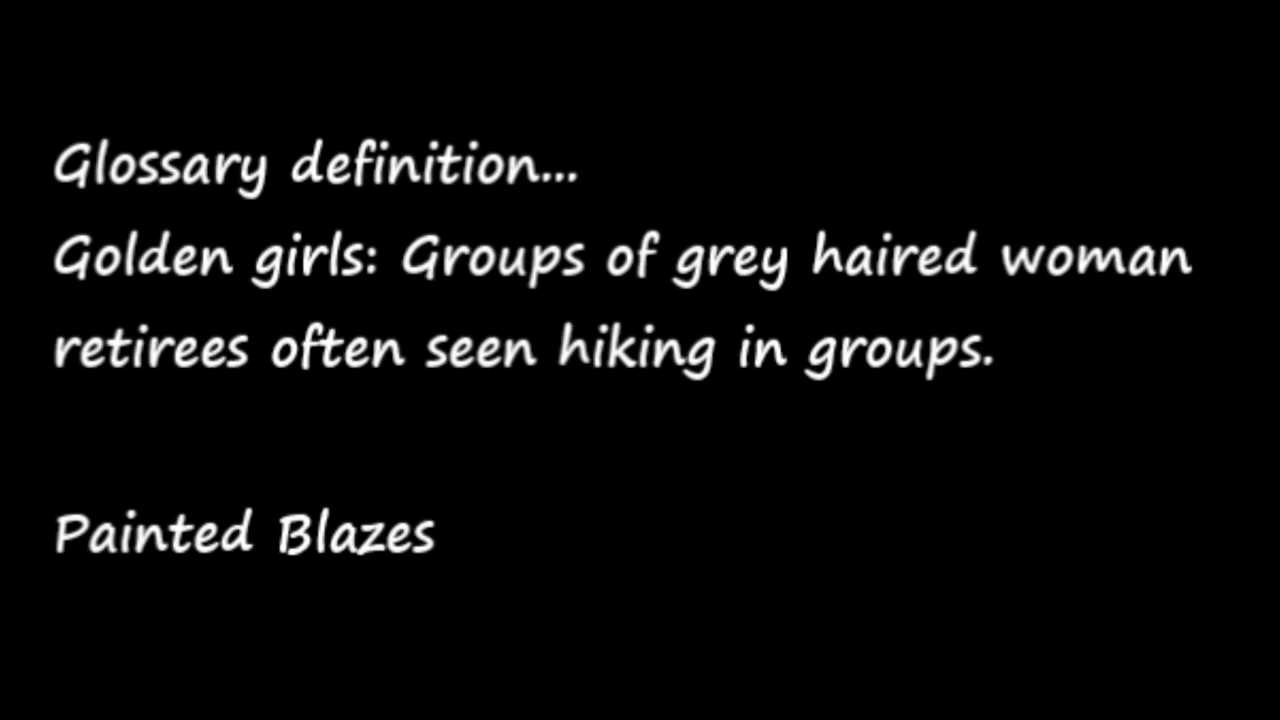 Glossary definition...
Golden girls: Groups of grey haired woman
retirees often seen hiking in groups.
Painted Blazes